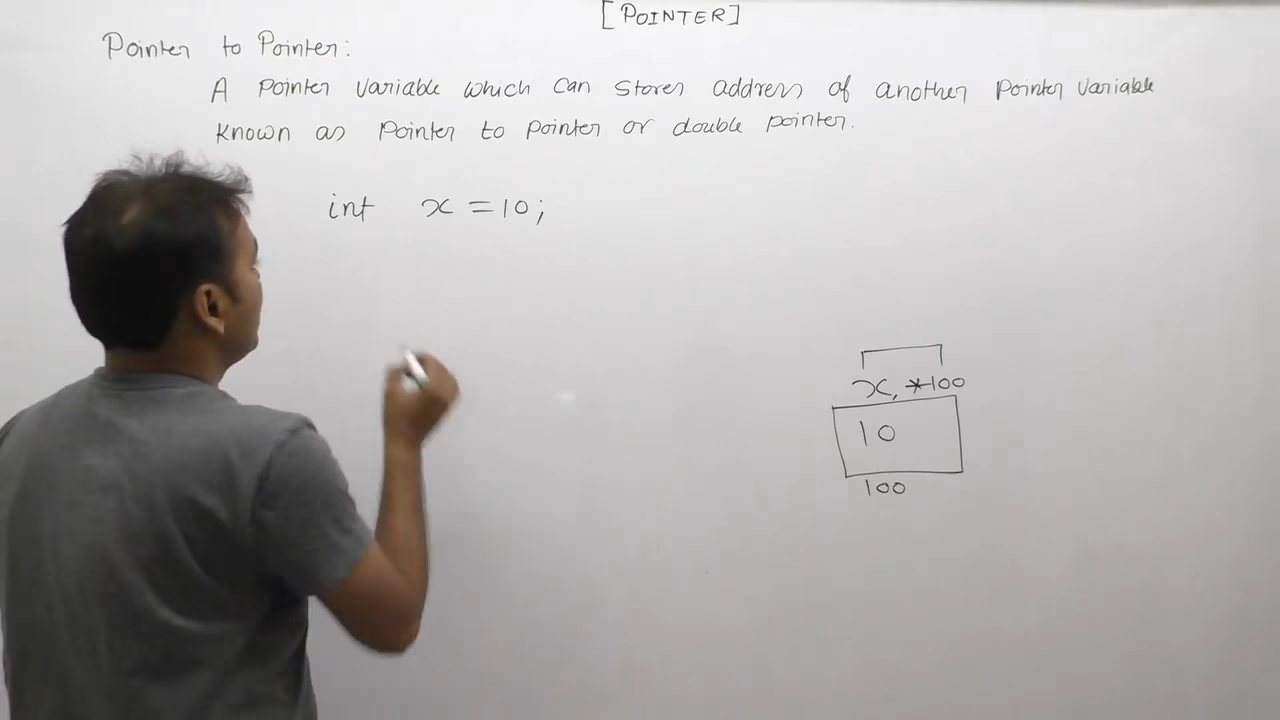 [POINTER]
Pointer to Pointer:
A Pointer variable which can stores address of another pointer variable
known as pointer to pointer or double pointer.
int x = 10;
x, *100
10
100